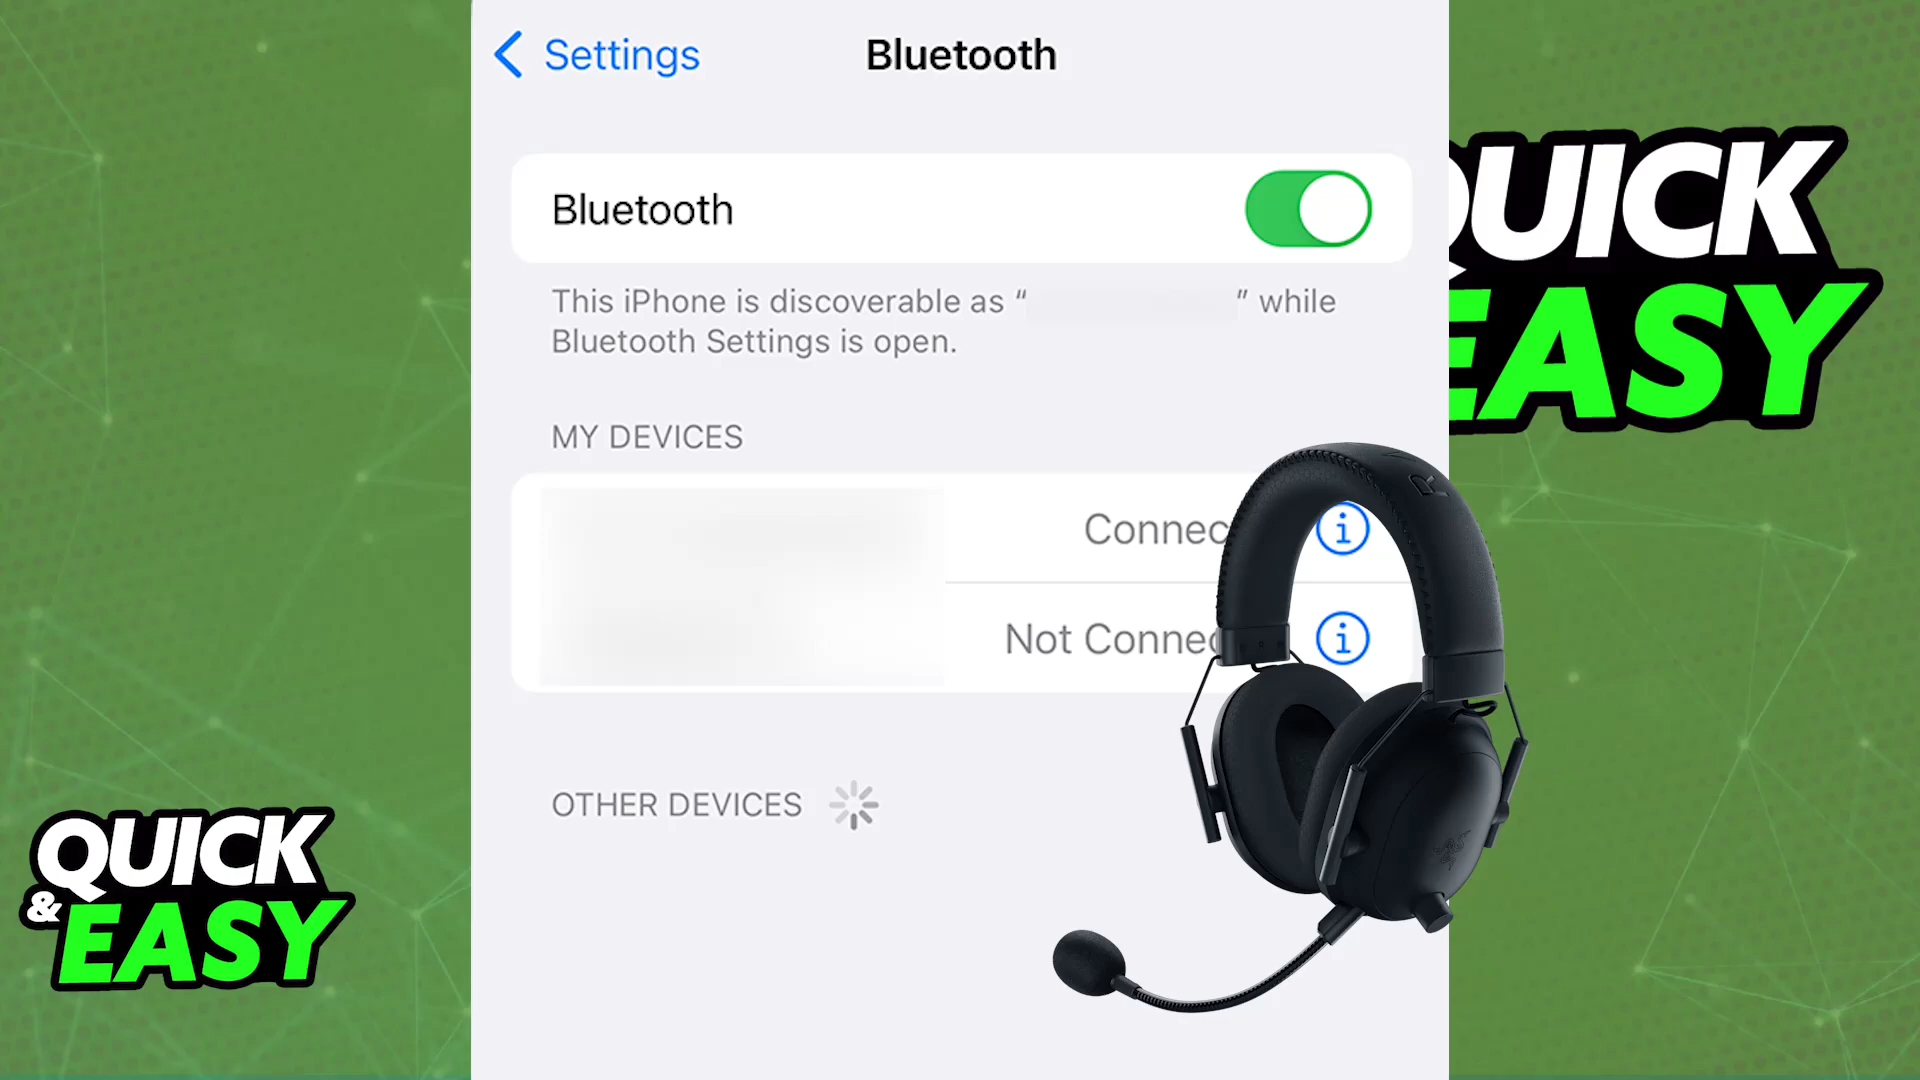 Settings
Bluetooth
Bluetooth
This iPhone is discoverable as “ ” while
Bluetooth Settings is open.
MY DEVICES
Connec
Not Connec
OTHER DEVICES
QUICK
EASY
QUICK
& EASY
R